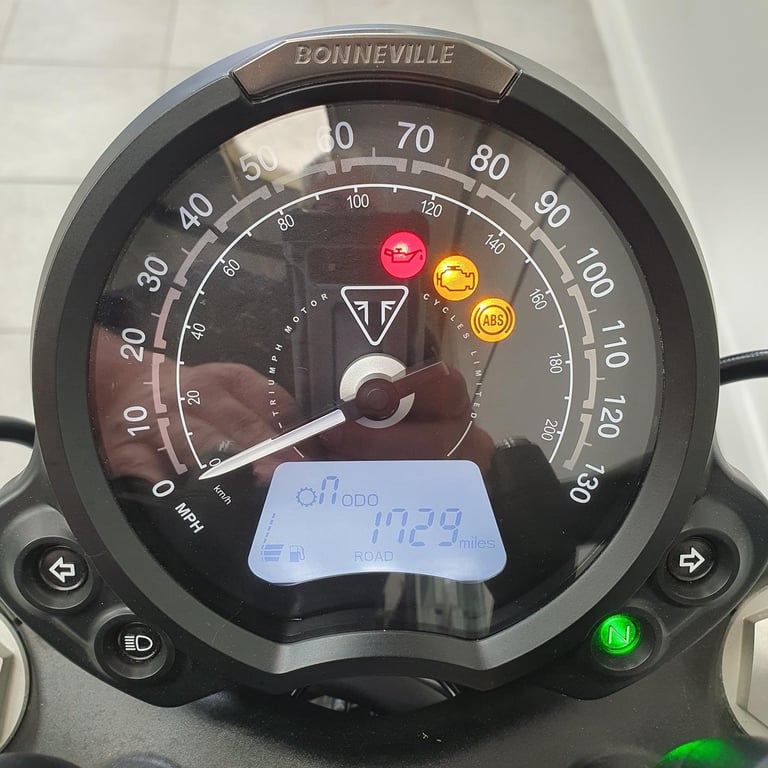 BONNEVILLE
0 10 20 30 40 50 60 70 80 90 100 110 120 130
MPH
0 20 40 60 80 100 120 140 160 180 200
km/h
ABS
TRIUMPH MOTOR CYCLES LIMITED
n ODO
1729 miles
ROAD
N